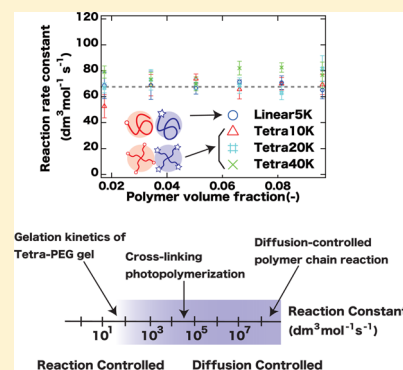 Reaction rate constant
(dm³mol⁻¹s⁻¹)
120
100
80
60
40
20
0
Linear5K
Tetra10K
Tetra20K
Tetra40K
0.02
0.04
0.06
0.08
Polymer volume fraction(-)
Gelation kinetics of
Tetra-PEG gel
Cross-linking
photopolymerization
Diffusion-controlled
polymer chain reaction
10¹
10³
10⁵
10⁷
Reaction Constant
(dm³mol⁻¹s⁻¹)
Reaction Controlled
Diffusion Controlled